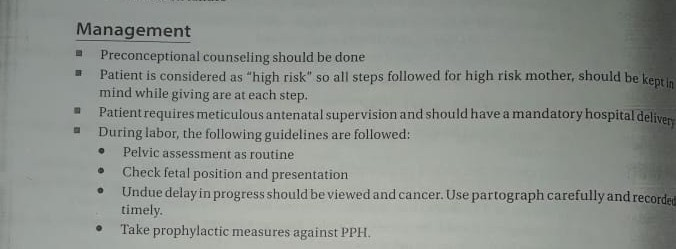 Management
Preconceptional counseling should be done
Patient is considered as "high risk" so all steps followed for high risk mother, should be kept in
mind while giving are at each step.
Patient requires meticulous antenatal supervision and should have a mandatory hospital delivery
During labor, the following guidelines are followed:
Pelvic assessment as routine
Check fetal position and presentation
Undue delay in progress should be viewed and cancer. Use partograph carefully and recorded
timely.
Take prophylactic measures against PPH.